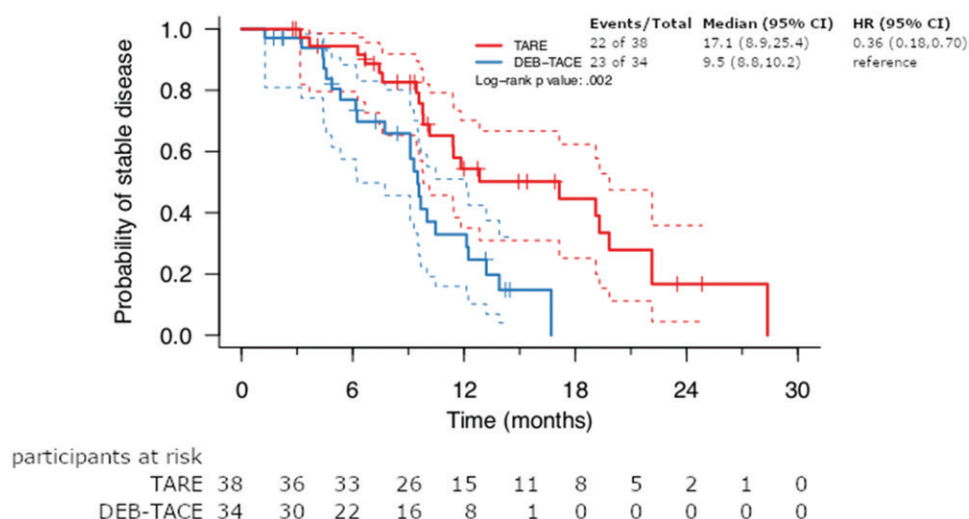 Events/Total Median (95% CI) HR (95% CI)
TARE 22 of 38 17.1 (8.9,25.4) 0.36 (0.18,0.70)
DEB-TACE 23 of 34 9.5 (8.8,10.2) reference
Log-rank p value: .002
Probability of stable disease
1.0
0.8
0.6
0.4
0.2
0.0
0 6 12 18 24 30
Time (months)
participants at risk
TARE 38 36 33 26 15 11 8 5 2 1 0
DEB-TACE 34 30 22 16 8 1 0 0 0 0 0